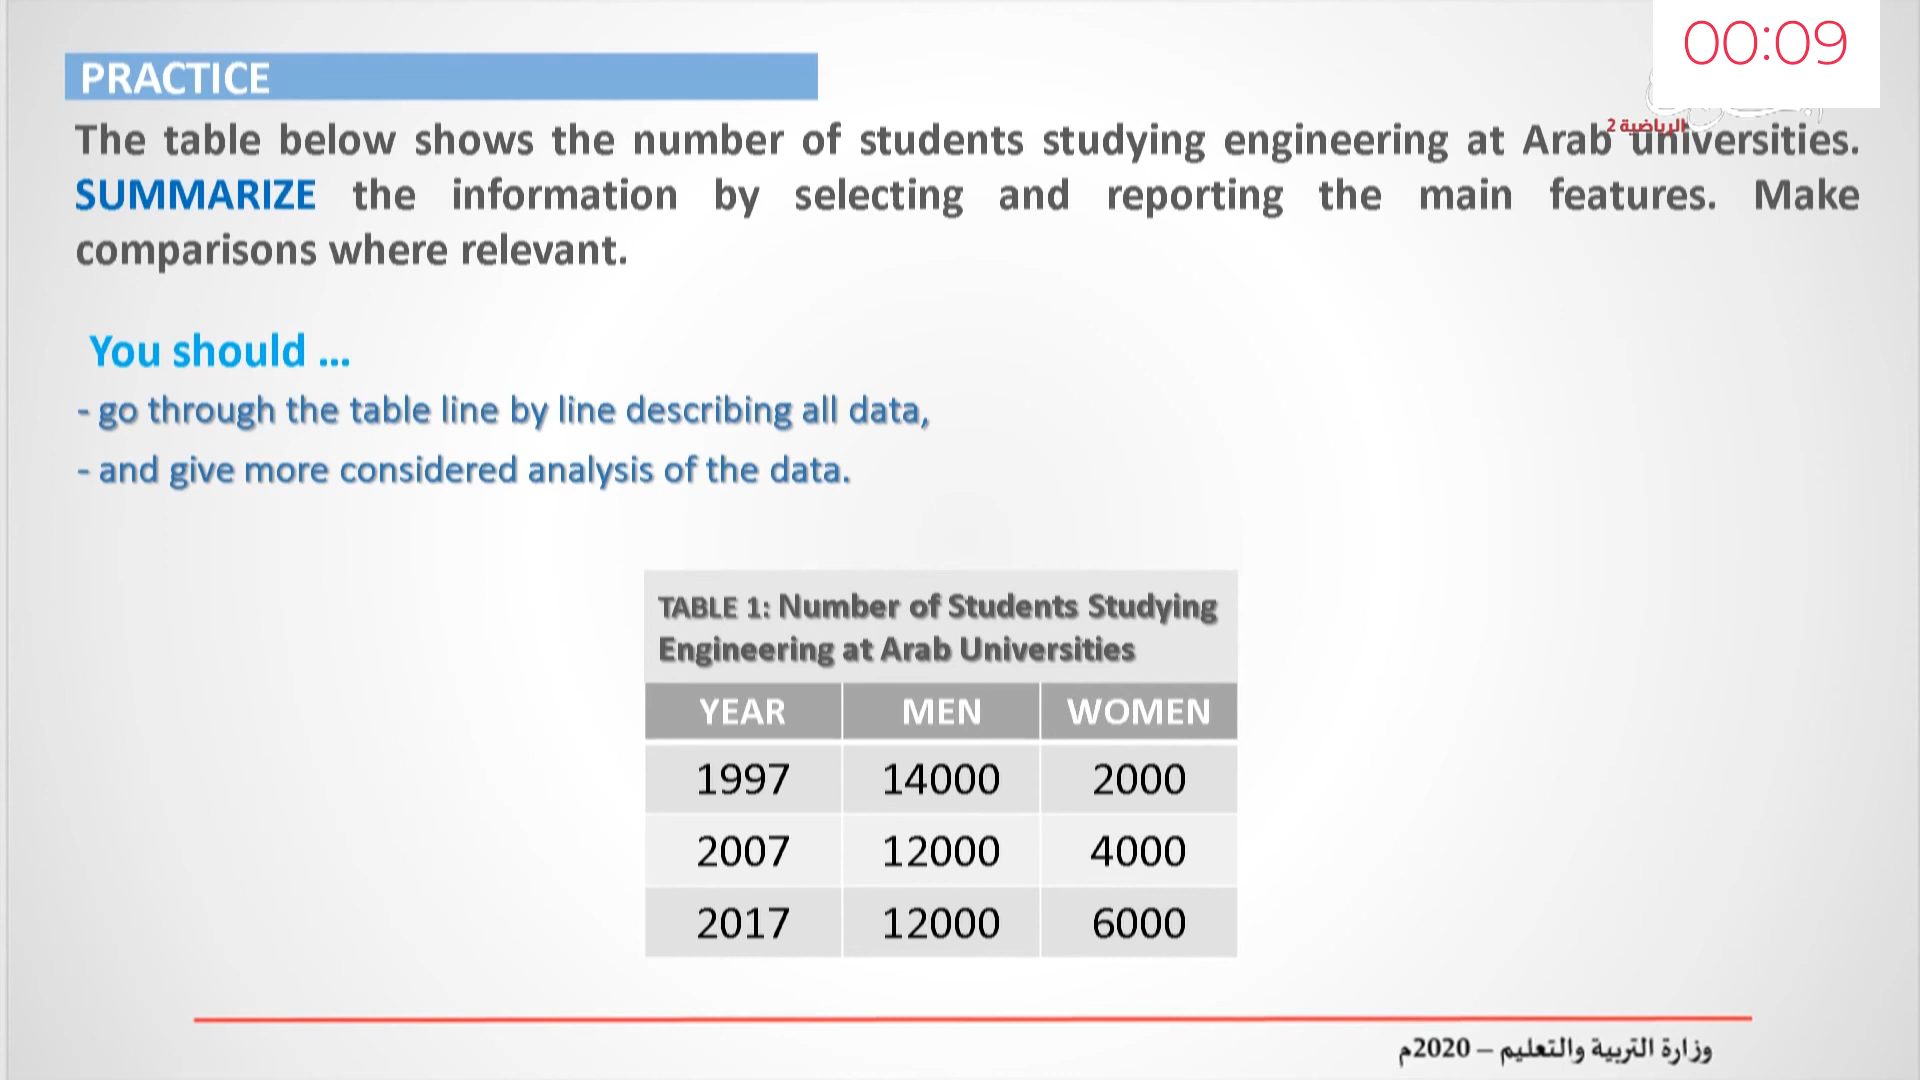 00:09
PRACTICE
الرياضية 2
The table below shows the number of students studying engineering at Arab universities.
SUMMARIZE the information by selecting and reporting the main features. Make
comparisons where relevant.
You should ...
- go through the table line by line describing all data,
- and give more considered analysis of the data.
TABLE 1: Number of Students Studying
Engineering at Arab Universities
YEAR MEN WOMEN
1997 14000 2000
2007 12000 4000
2017 12000 6000
وزارة التربية والتعليم – 2020م